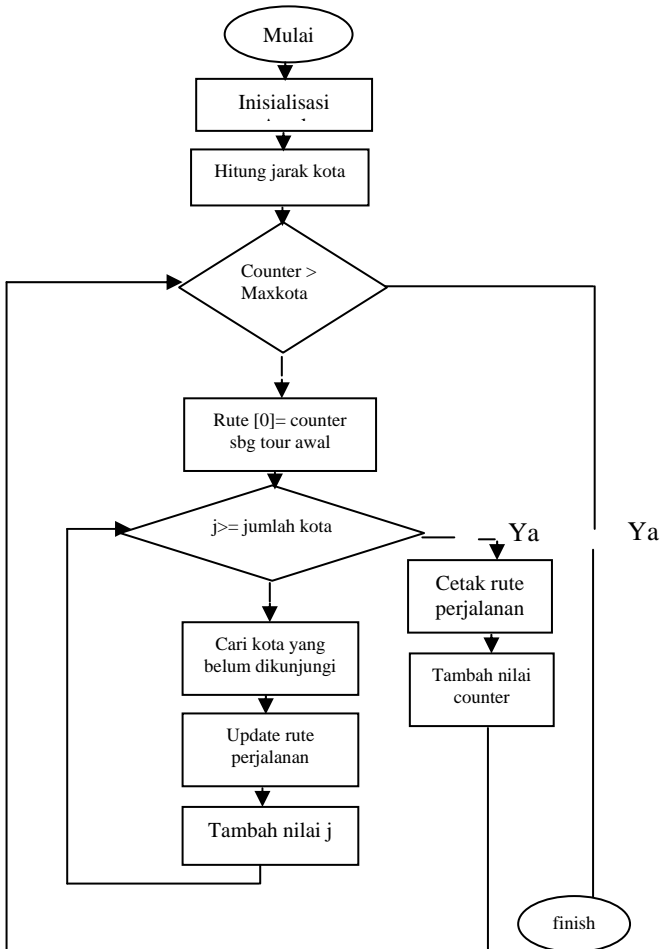 Mulai
Inisialisasi
Hitung jarak kota
Counter >
Maxkota
Rute [0]= counter
sbg tour awal
j>= jumlah kota
Ya
Ya
Cetak rute
perjalanan
Cari kota yang
belum dikunjungi
Tambah nilai
counter
Update rute
perjalanan
Tambah nilai j
finish